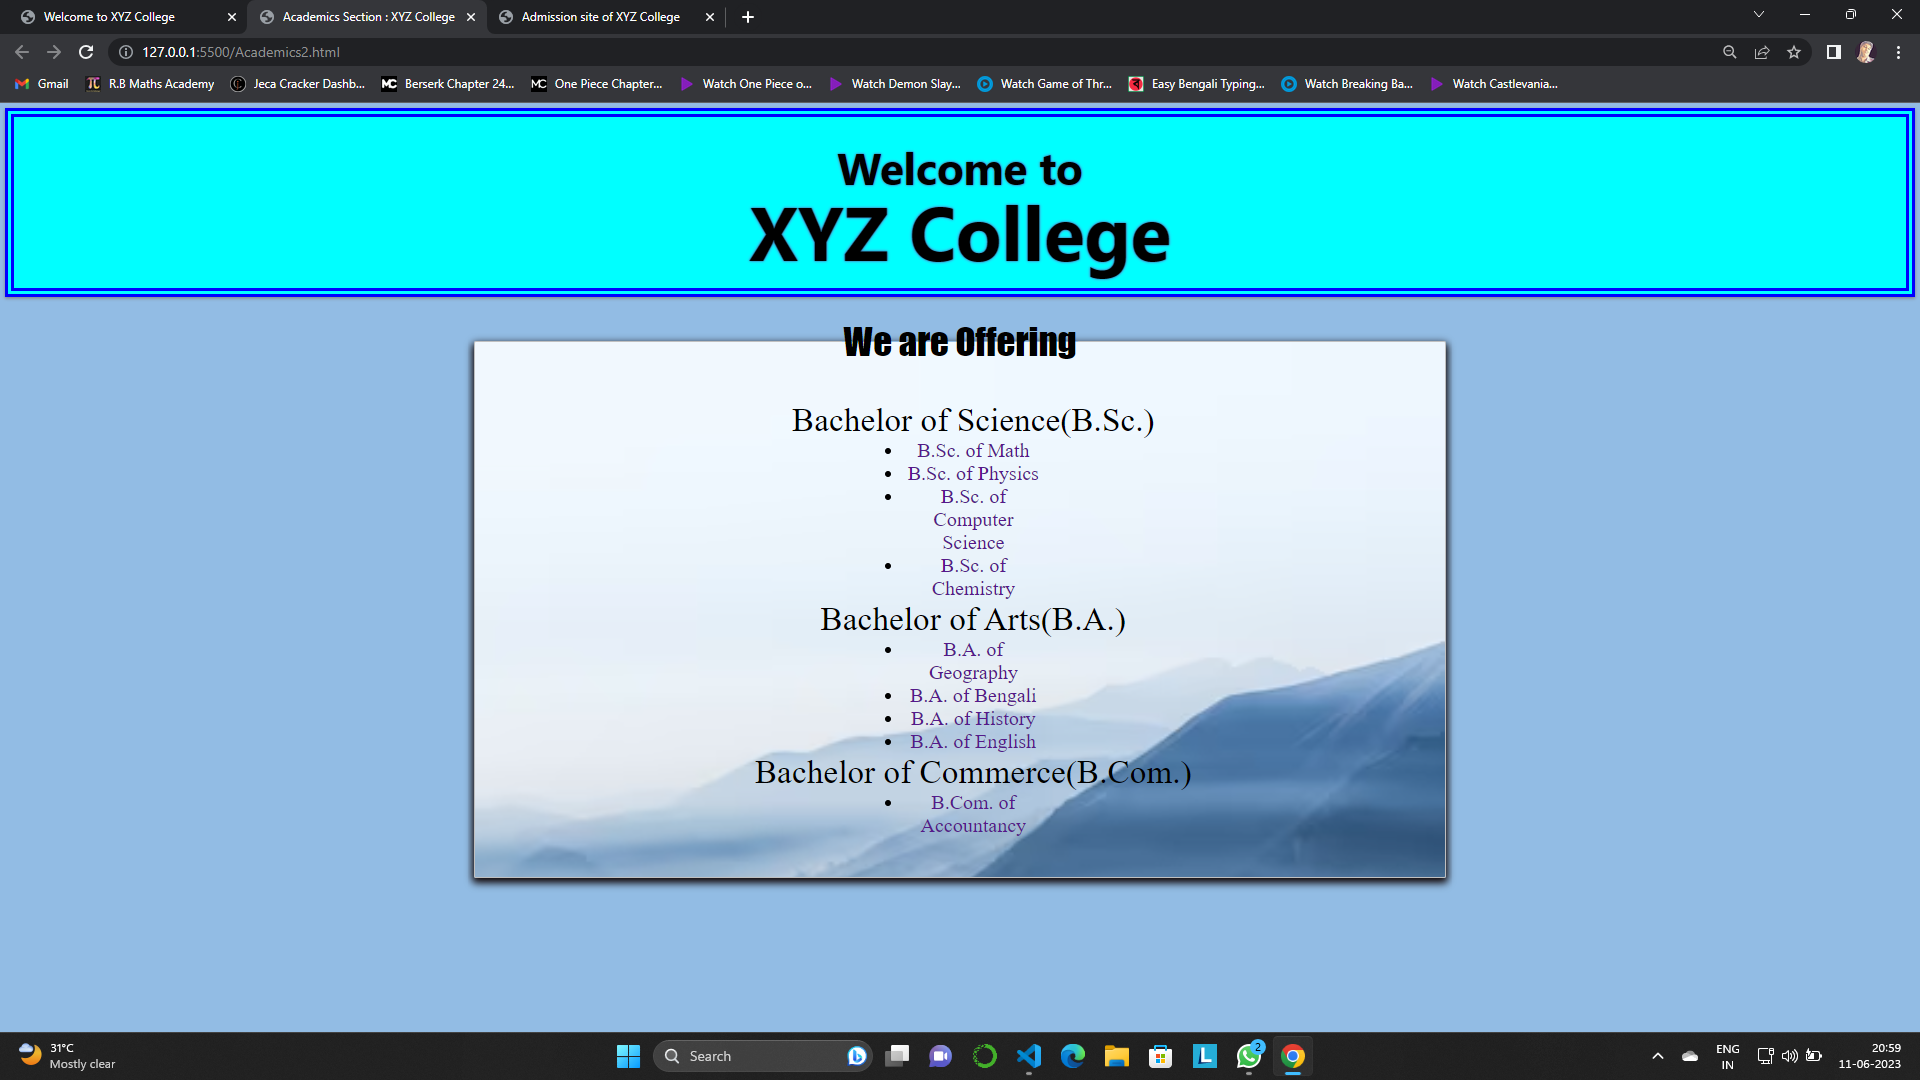 Welcome to XYZ College
Academics Section : XYZ College
Admission site of XYZ College
127.0.0.1:5500/Academics2.html
Gmail
R.B Maths Academy
Jeca Cracker Dashb...
Berserk Chapter 24...
One Piece Chapter...
Watch One Piece o...
Watch Demon Slay...
Watch Game of Thr...
Easy Bengali Typing...
Watch Breaking Ba...
Watch Castlevania...
Welcome to
XYZ College
We are Offering
Bachelor of Science(B.Sc.)
• B.Sc. of Math
• B.Sc. of Physics
• B.Sc. of
Computer
Science
• B.Sc. of
Chemistry
Bachelor of Arts(B.A.)
• B.A. of
Geography
• B.A. of Bengali
• B.A. of History
• B.A. of English
Bachelor of Commerce(B.Com.)
• B.Com. of
Accountancy
31°C
Mostly clear
Search
2
ENG
IN
20:59
11-06-2023